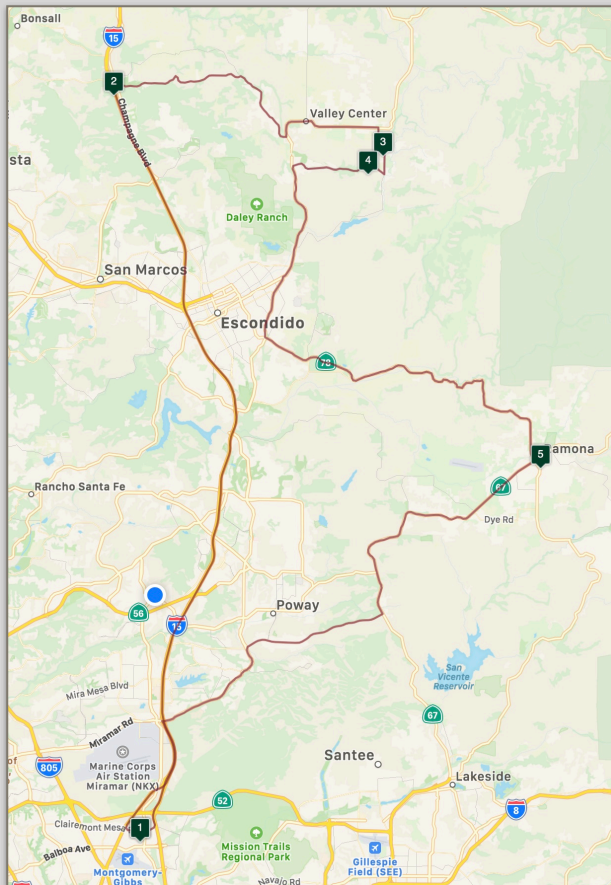 Bonsall
15
2
Champagne Blvd
Valley Center
3
4
sta
Daley Ranch
San Marcos
Escondido
78
amona
5
67
Rancho Santa Fe
Dye Rd
56
15
Poway
San
Vicente
Reservoir
Mira Mesa Blvd
Miramar Rd
67
of
805
Marine Corps
Air Station
Miramar (NKX)
Santee
Lakeside
52
8
Clairemont Mesa
1
Balboa Ave
Mission Trails
Regional Park
Gillespie
Field (SEE)
Montgomery-
Gibbs
Navajo Rd